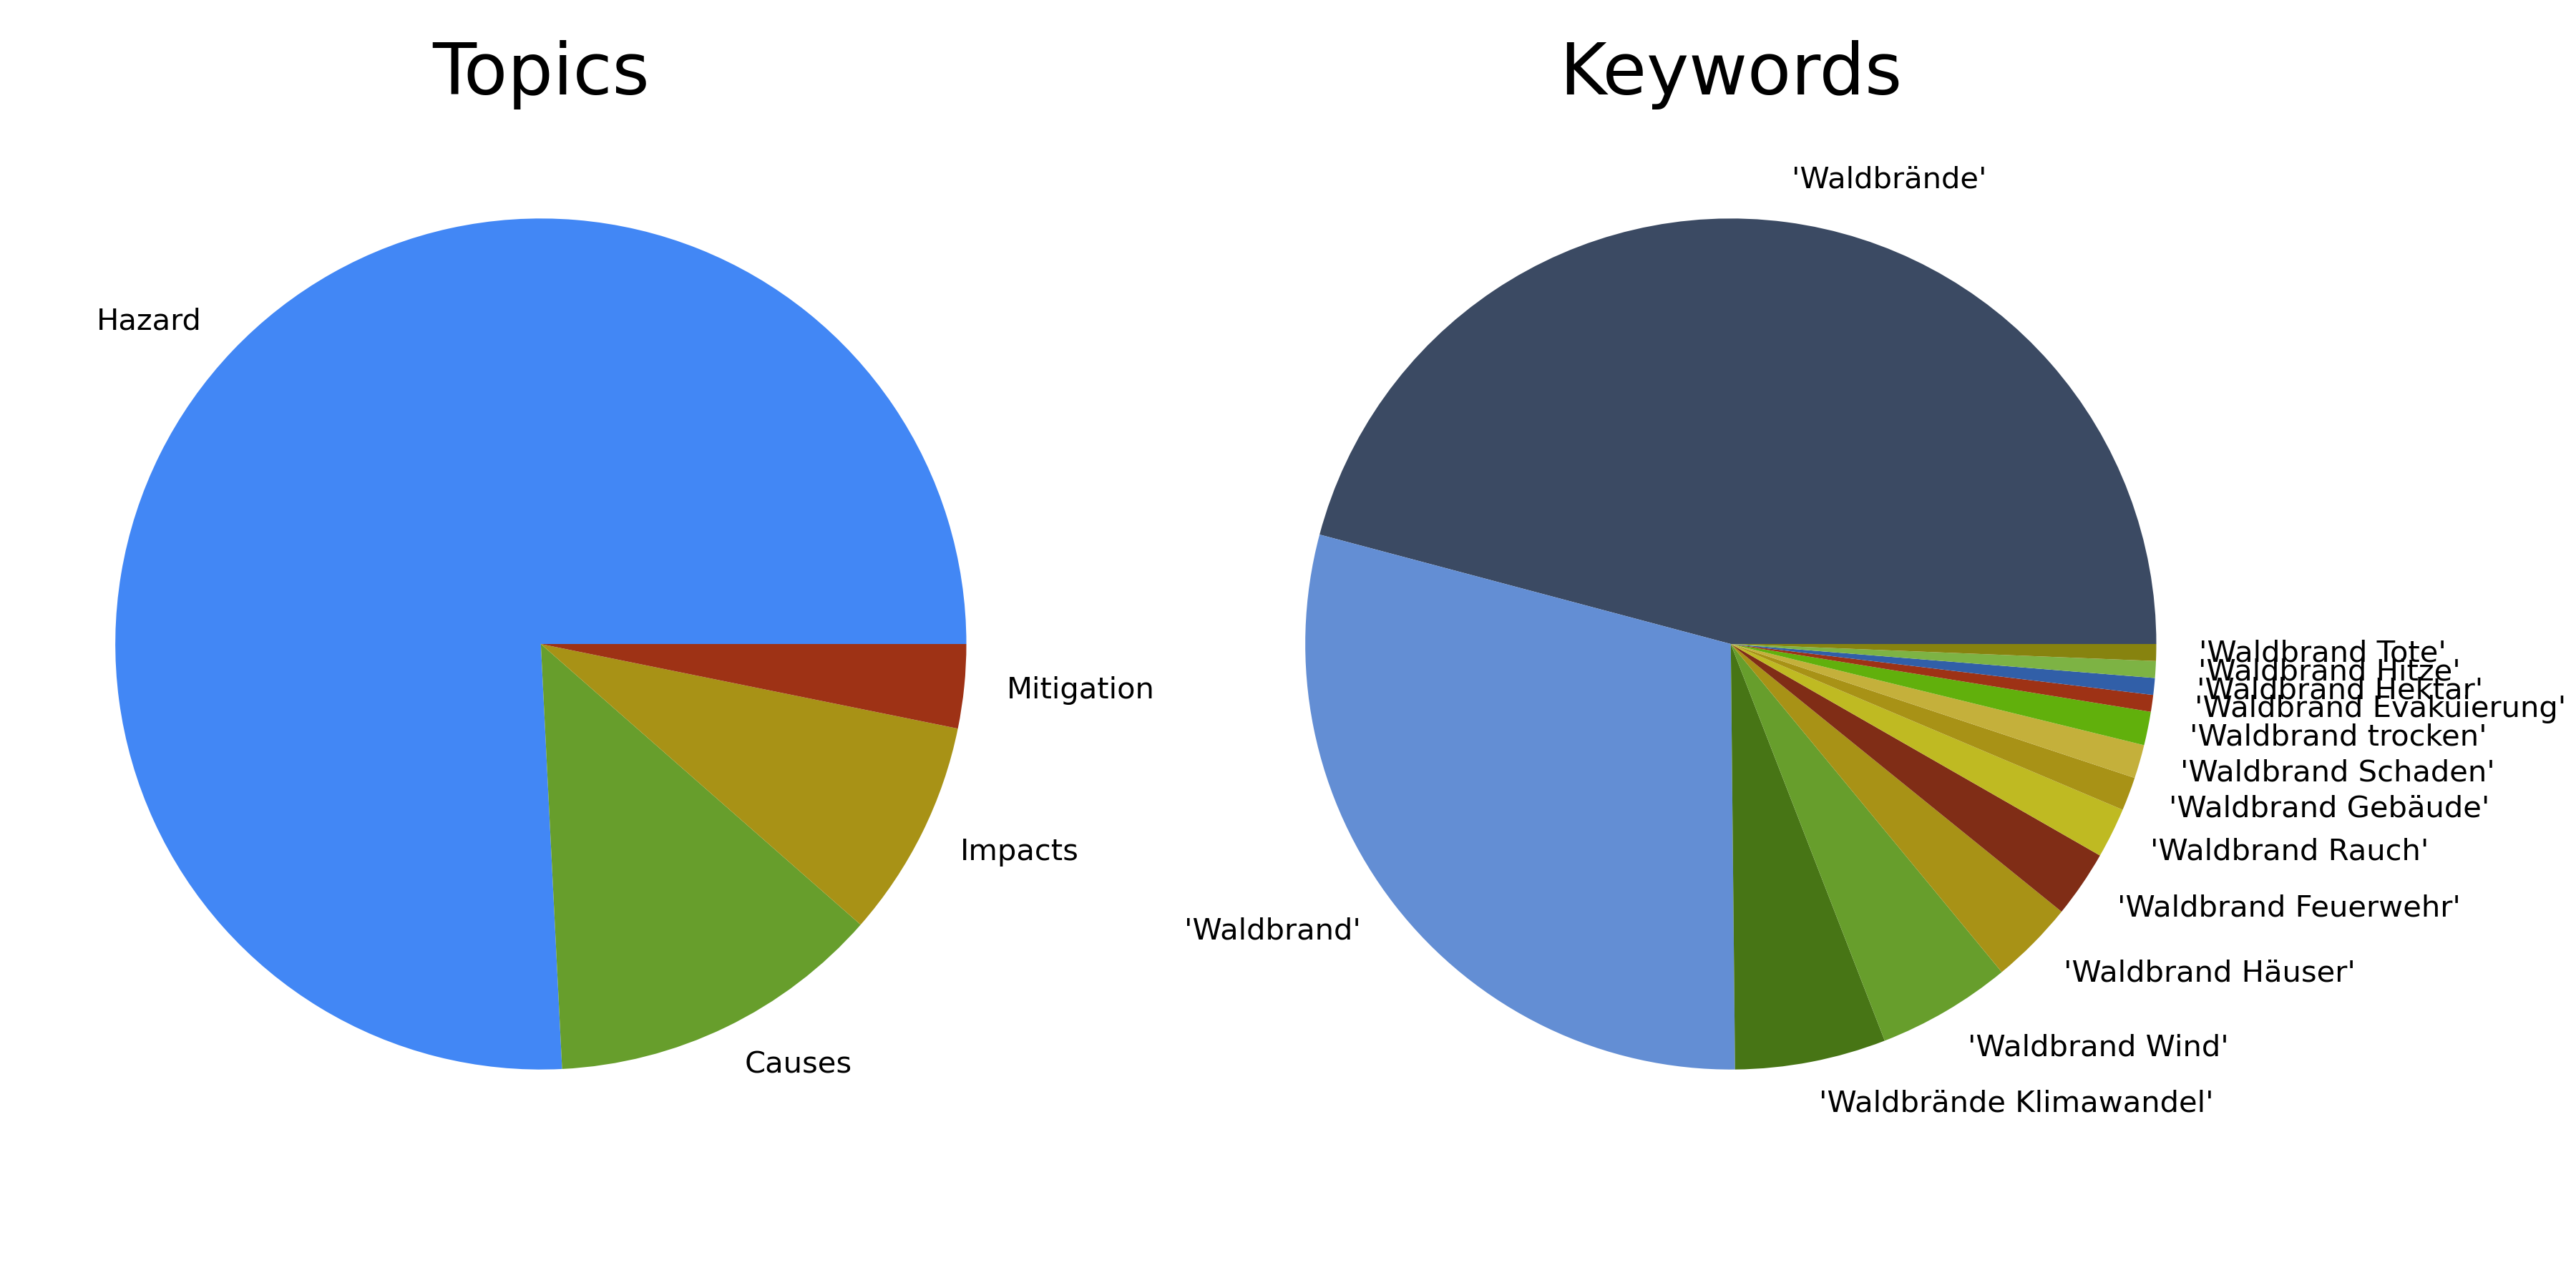 Topics
Hazard
Mitigation
Impacts
Causes
Keywords
'Waldbrände'
'Waldbrand'
'Waldbrand Tote'
'Waldbrand Hitze'
'Waldbrand Hektar'
'Waldbrand Evakuierung'
'Waldbrand trocken'
'Waldbrand Schaden'
'Waldbrand Gebäude'
'Waldbrand Rauch'
'Waldbrand Feuerwehr'
'Waldbrand Häuser'
'Waldbrand Wind'
'Waldbrände Klimawandel'